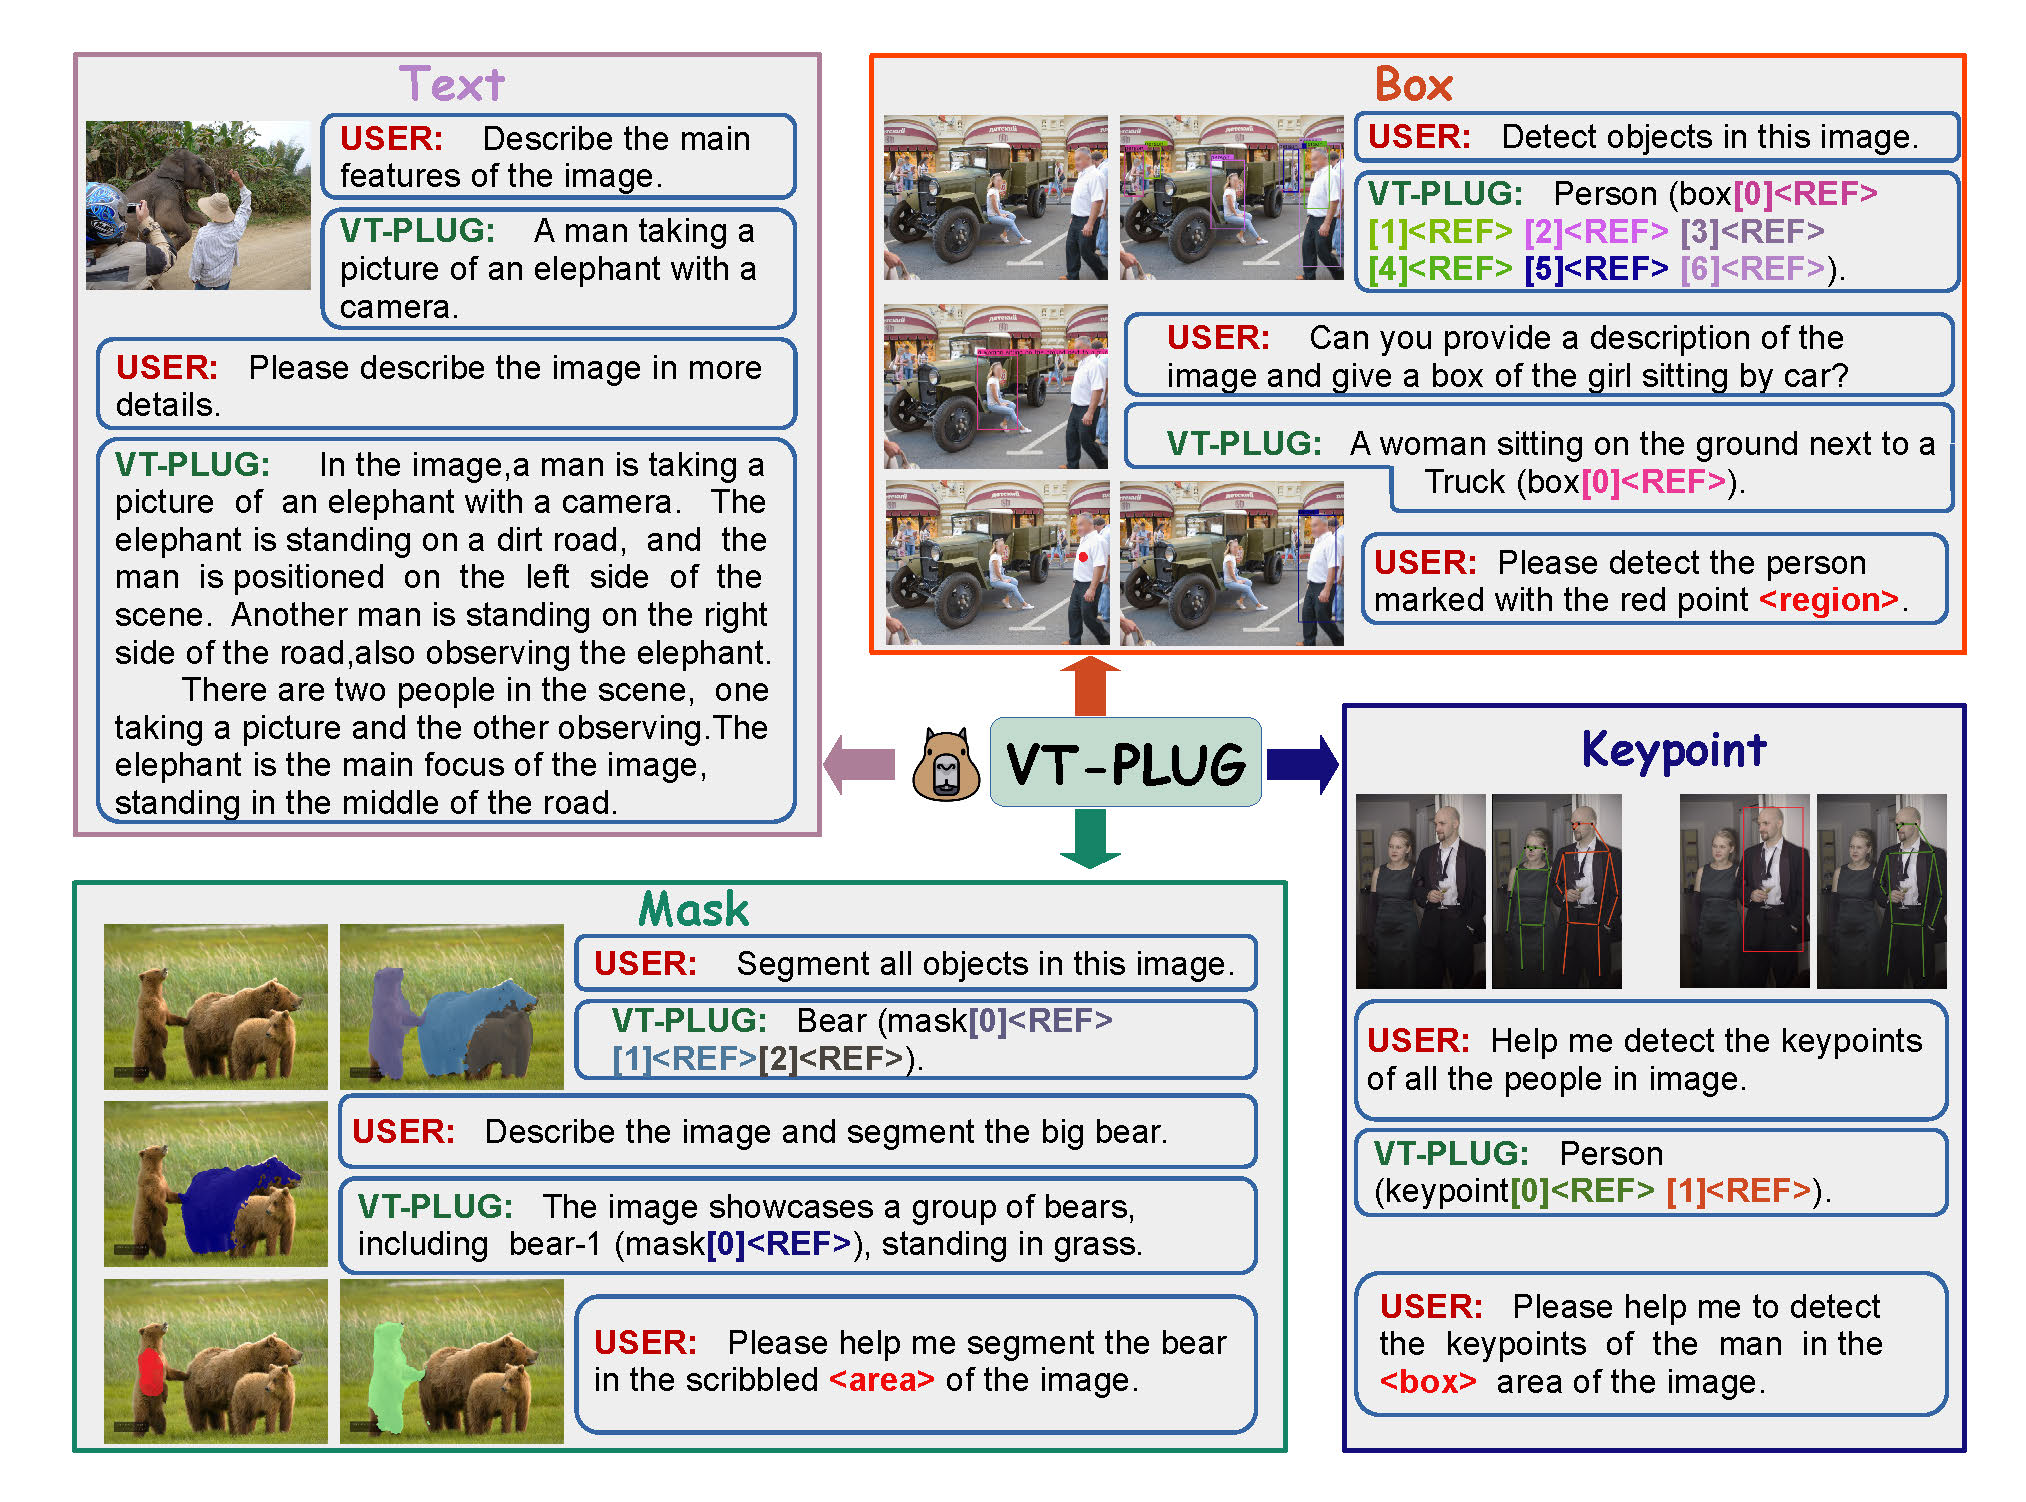 Text
USER: Describe the main
features of the image.
VT-PLUG: A man taking a
picture of an elephant with a
camera.
USER: Please describe the image in more
details.
VT-PLUG: In the image,a man is taking a
picture of an elephant with a camera. The
elephant is standing on a dirt road, and the
man is positioned on the left side of the
scene. Another man is standing on the right
side of the road,also observing the elephant.
There are two people in the scene, one
taking a picture and the other observing.The
elephant is the main focus of the image,
standing in the middle of the road.
Box
USER: Detect objects in this image.
VT-PLUG: Person (box[0]<REF>
[1]<REF> [2]<REF> [3]<REF>
[4]<REF> [5]<REF> [6]<REF>).
USER: Can you provide a description of the
image and give a box of the girl sitting by car?
VT-PLUG: A woman sitting on the ground next to a
Truck (box[0]<REF>).
USER: Please detect the person
marked with the red point <region>.
VT-PLUG
Mask
USER: Segment all objects in this image.
VT-PLUG: Bear (mask[0]<REF>
[1]<REF>[2]<REF>).
USER: Describe the image and segment the big bear.
VT-PLUG: The image showcases a group of bears,
including bear-1 (mask[0]<REF>), standing in grass.
USER: Please help me segment the bear
in the scribbled <area> of the image.
Keypoint
USER: Help me detect the keypoints
of all the people in image.
VT-PLUG: Person
(keypoint[0]<REF> [1]<REF>).
USER: Please help me to detect
the keypoints of the man in the
<box> area of the image.